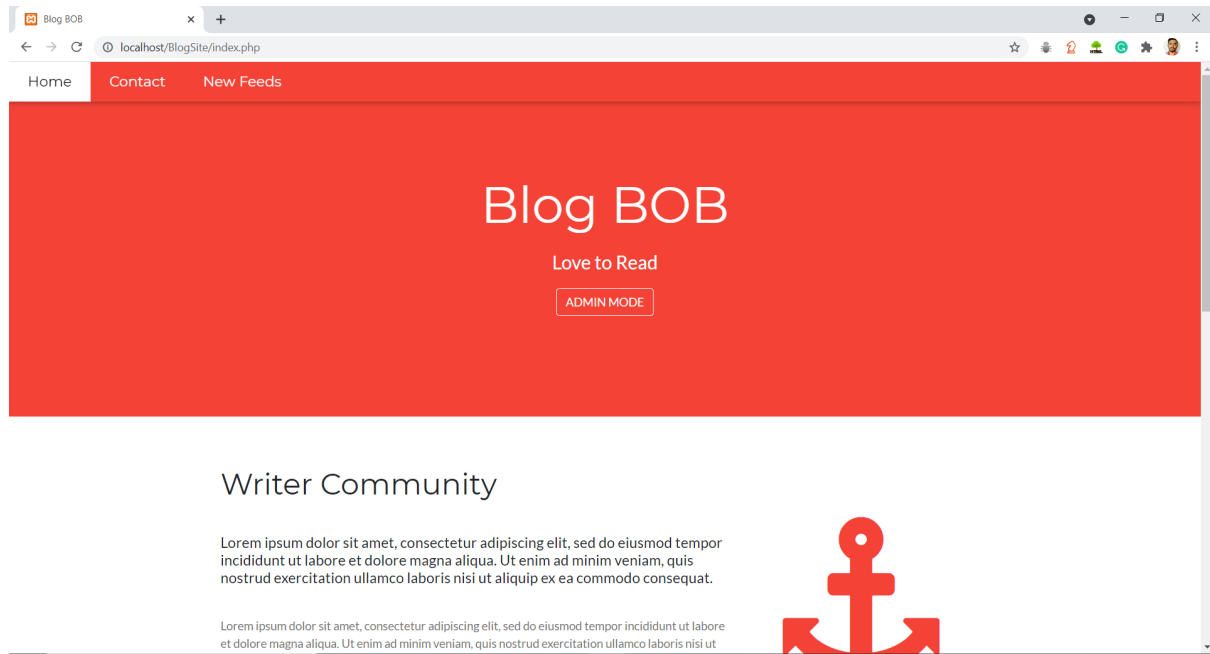 Blog BOB
localhost/BlogSite/index.php
Home Contact New Feeds
Blog BOB
Love to Read
ADMIN MODE
Writer Community
Lorem ipsum dolor sit amet, consectetur adipiscing elit, sed do eiusmod tempor
incididunt ut labore et dolore magna aliqua. Ut enim ad minim veniam, quis
nostrud exercitation ullamco laboris nisi ut aliquip ex ea commodo consequat.
Lorem ipsum dolor sit amet, consectetur adipiscing elit, sed do eiusmod tempor incididunt ut labore
et dolore magna aliqua. Ut enim ad minim veniam, quis nostrud exercitation ullamco laboris nisi ut